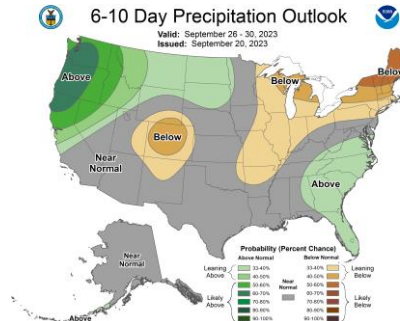 6-10 Day Precipitation Outlook
Valid: September 26 - 30, 2023
Issued: September 20, 2023
Above
Below
Below
Below
Near
Normal
Above
Near
Normal
Above
Probability (Percent Chance)
Above Normal
Below Normal
Leaning
Above
Likely
Above
33-40%
40-50%
50-60%
60-70%
70-80%
80-90%
90-100%
Near
Normal
33-40%
40-50%
50-60%
60-70%
70-80%
80-90%
90-100%
Leaning
Below
Likely
Below